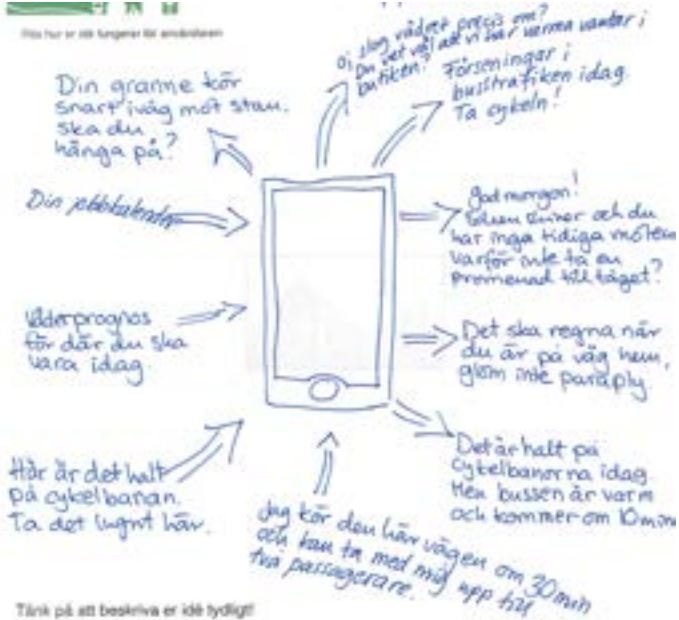 Rita hur er idé fungerar för användaren
Oj, slog vädret precis om?
Du vet väl att vi har varma vantar i
butiken?
Förseningar i
busstrafiken idag.
Ta cykeln!
Din granne kör
snart iväg mot stan.
ska du
hänga på?
Din jobbkalender
god morgon!
Solen skiner och du
har inga tidiga möten
varför inte ta en
promenad till tåget?
Väderprognos
för där du ska
vara idag.
Det ska regna när
du är på väg hem,
glöm inte paraply.
Här är det halt
på cykelbanan.
Ta det lugnt här.
Det är halt på
cykelbanorna idag.
Men bussen är varm
och kommer om 10 min
Jag kör den här vägen om 30 min
och kan ta med mig upp till
två passagerare.
Tänk på att beskriva er idé tydligt!